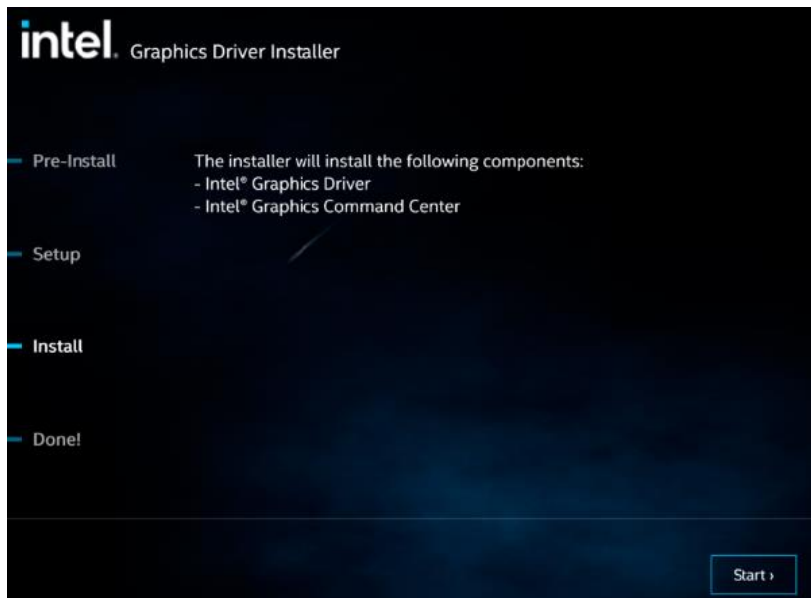 intel. Graphics Driver Installer
Pre-Install
The installer will install the following components:
- Intel® Graphics Driver
- Intel® Graphics Command Center
Setup
Install
Done!
Start ›